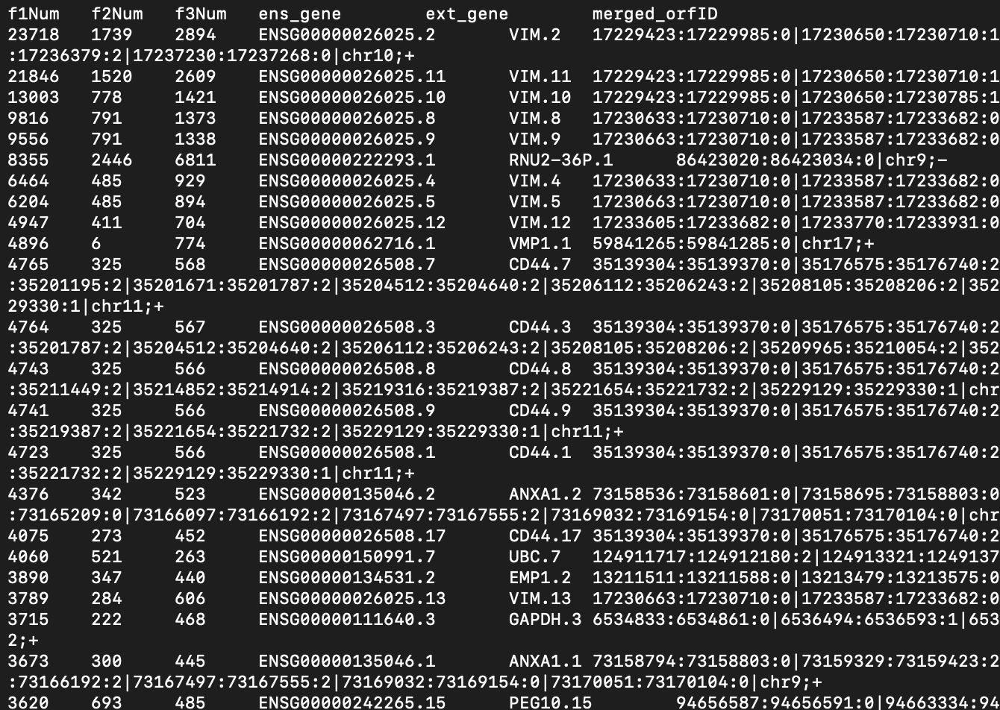 f1Num f2Num f3Num ens_gene ext_gene merged_orfID
23718 1739 2894 ENSG00000026025.2 VIM.2 17229423:17229985:0|17230650:17230710:1
:17236379:2|17237230:17237268:0|chr10;+
21846 1520 2609 ENSG00000026025.11 VIM.11 17229423:17229985:0|17230650:17230710:1
13003 778 1421 ENSG00000026025.10 VIM.10 17229423:17229985:0|17230650:17230785:1
9816 791 1373 ENSG00000026025.8 VIM.8 17230633:17230710:0|17233587:17233682:0
9556 791 1338 ENSG00000026025.9 VIM.9 17230663:17230710:0|17233587:17233682:0
8355 2446 6811 ENSG00000222293.1 RNU2-36P.1 86423020:86423034:0|chr9;-
6464 485 929 ENSG00000026025.4 VIM.4 17230633:17230710:0|17233587:17233682:0
6204 485 894 ENSG00000026025.5 VIM.5 17230663:17230710:0|17233587:17233682:0
4947 411 704 ENSG00000026025.12 VIM.12 17233605:17233682:0|17233770:17233931:0
4896 6 774 ENSG00000062716.1 VMP1.1 59841265:59841285:0|chr17;+
4765 325 568 ENSG00000026508.7 CD44.7 35139304:35139370:0|35176575:35176740:2
:35201195:2|35201671:35201787:2|35204512:35204640:2|35206112:35206243:2|35208105:35208206:2|352
29330:1|chr11;+
4764 325 567 ENSG00000026508.3 CD44.3 35139304:35139370:0|35176575:35176740:2
:35201787:2|35204512:35204640:2|35206112:35206243:2|35208105:35208206:2|35209965:35210054:2|352
4743 325 566 ENSG00000026508.8 CD44.8 35139304:35139370:0|35176575:35176740:2
:35211449:2|35214852:35214914:2|35219316:35219387:2|35221654:35221732:2|35229129:35229330:1|chr
4741 325 566 ENSG00000026508.9 CD44.9 35139304:35139370:0|35176575:35176740:2
:35219387:2|35221654:35221732:2|35229129:35229330:1|chr11;+
4723 325 566 ENSG00000026508.1 CD44.1 35139304:35139370:0|35176575:35176740:2
:35221732:2|35229129:35229330:1|chr11;+
4376 342 523 ENSG00000135046.2 ANXA1.2 73158536:73158601:0|73158695:73158803:0
:73165209:0|73166097:73166192:2|73167497:73167555:2|73169032:73169154:0|73170051:73170104:0|chr
4075 273 452 ENSG00000026508.17 CD44.17 35139304:35139370:0|35176575:35176740:2
4060 521 263 ENSG00000150991.7 UBC.7 124911717:124912180:2|124913321:1249137
3890 347 440 ENSG00000134531.2 EMP1.2 13211511:13211588:0|13213479:13213575:0
3789 284 606 ENSG00000026025.13 VIM.13 17230663:17230710:0|17233587:17233682:0
3715 222 468 ENSG00000111640.3 GAPDH.3 6534833:6534861:0|6536494:6536593:1|653
2;+
3673 300 445 ENSG00000135046.1 ANXA1.1 73158794:73158803:0|73159329:73159423:2
:73166192:2|73167497:73167555:2|73169032:73169154:0|73170051:73170104:0|chr9;+
3620 693 485 ENSG00000242265.15 PEG10.15 94656587:94656591:0|94663334:94